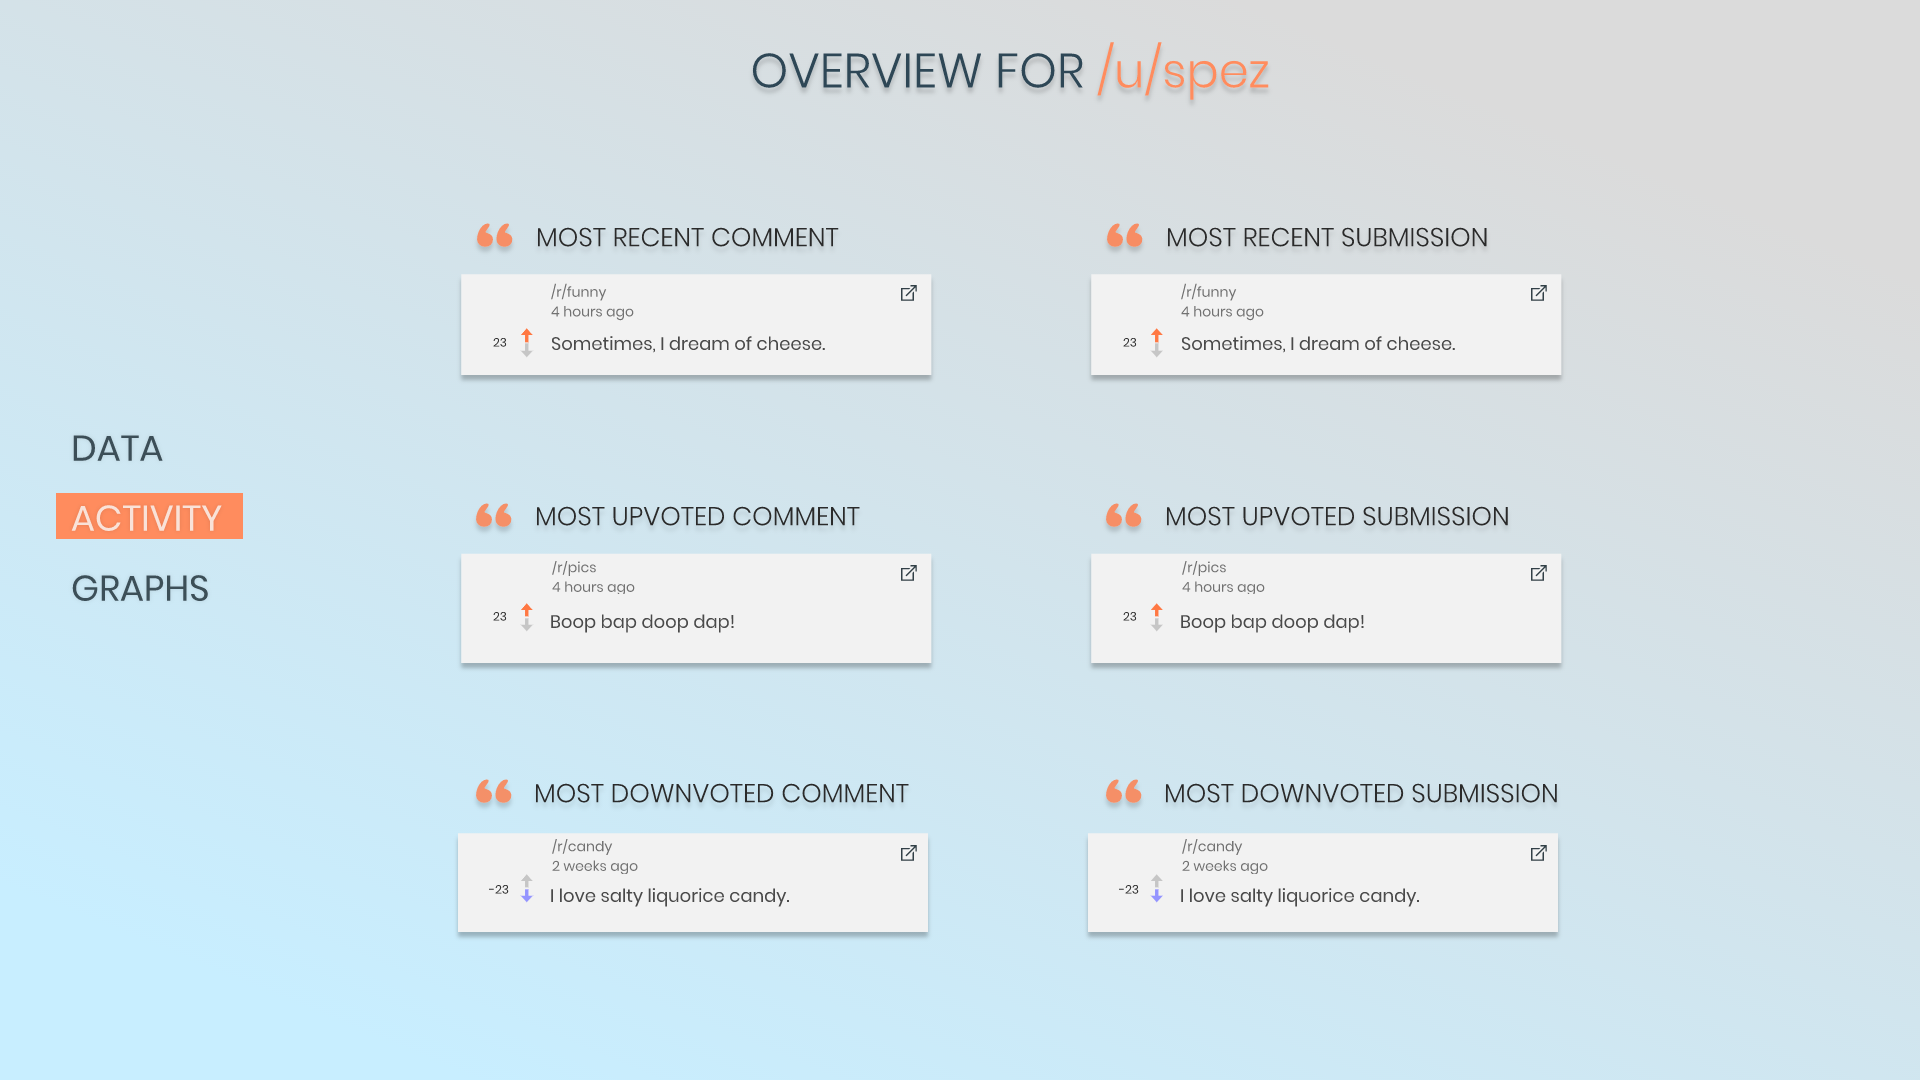 OVERVIEW FOR /u/spez
DATA
ACTIVITY
GRAPHS
MOST RECENT COMMENT
/r/funny
4 hours ago
23
Sometimes, I dream of cheese.
MOST RECENT SUBMISSION
/r/funny
4 hours ago
23
Sometimes, I dream of cheese.
MOST UPVOTED COMMENT
/r/pics
4 hours ago
23
Boop bap doop dap!
MOST UPVOTED SUBMISSION
/r/pics
4 hours ago
23
Boop bap doop dap!
MOST DOWNVOTED COMMENT
/r/candy
2 weeks ago
-23
I love salty liquorice candy.
MOST DOWNVOTED SUBMISSION
/r/candy
2 weeks ago
-23
I love salty liquorice candy.